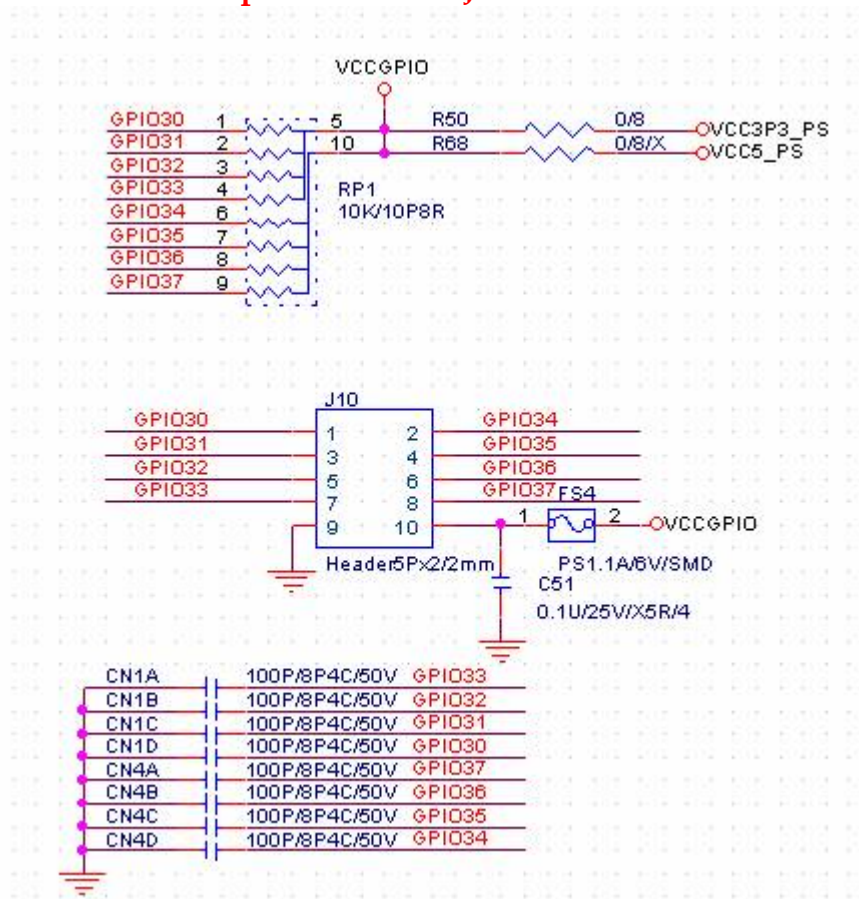 VCCGPIO
GPIO30 1 5 R50 0/8 VCC3P3_PS
GPIO31 2 10 R68 0/8/X VCC5_PS
GPIO32 3
GPIO33 4 RP1
GPIO34 6 10K/10P8R
GPIO35 7
GPIO36 8
GPIO37 9
J10
GPIO30 1 2 GPIO34
GPIO31 3 4 GPIO35
GPIO32 5 6 GPIO36
GPIO33 7 8 GPIO37 FS4
9 10 1 2 VCCGPIO
Header5Px2/2mm PS1.1A/6V/SMD
C51
0.1U/25V/X5R/4
CN1A 100P/8P4C/50V GPIO33
CN1B 100P/8P4C/50V GPIO32
CN1C 100P/8P4C/50V GPIO31
CN1D 100P/8P4C/50V GPIO30
CN4A 100P/8P4C/50V GPIO37
CN4B 100P/8P4C/50V GPIO36
CN4C 100P/8P4C/50V GPIO35
CN4D 100P/8P4C/50V GPIO34